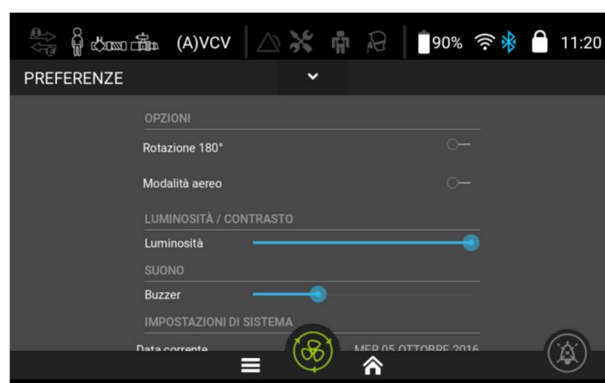 (A)VCV 90% 11:20
PREFERENZE
OPZIONI
Rotazione 180°
Modalità aereo
LUMINOSITÀ / CONTRASTO
Luminosità
SUONO
Buzzer
IMPOSTAZIONI DI SISTEMA
Data corrente MER 05 OTTOBRE 2016